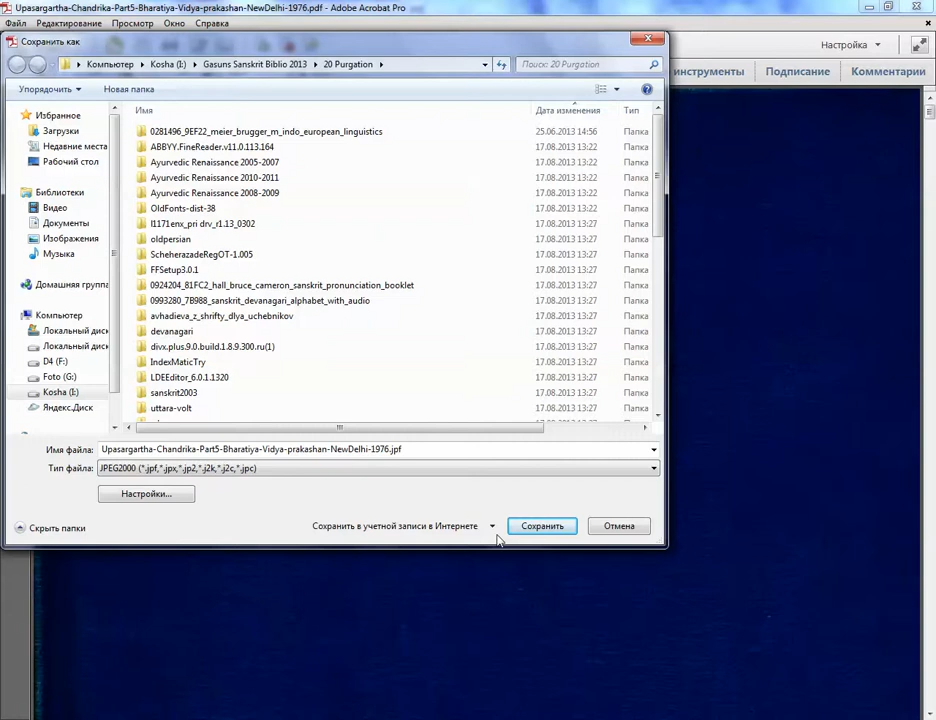 Upasargartha-Chandrika-Part5-Bharatiya-Vidya-prakashan-NewDelhi-1976.pdf - Adobe Acrobat Pro
Файл Редактирование Просмотр Окно Справка
Сохранить как
Настройка
Компьютер Kosha (I:) Gasuns Sanskrit Biblio 2013 20 Purgation
Поиск: 20 Purgation
инструменты Подписание Комментарии
Упорядочить Новая папка
Имя Дата изменения Тип
Избранное
Загрузки
Недавние места
Рабочий стол
Библиотеки
Видео
Документы
Изображения
Музыка
Домашняя группа
Компьютер
Локальный диск
Локальный диск
D4 (F:)
Foto (G:)
Kosha (I:)
Яндекс.Диск
0281496_9EF22_meier_brugger_m_indo_european_linguistics 25.06.2013 14:56 Папка
ABBYY.FineReader.v11.0.113.164 17.08.2013 13:22 Папка
Ayurvedic Renaissance 2005-2007 17.08.2013 13:22 Папка
Ayurvedic Renaissance 2010-2011 17.08.2013 13:22 Папка
Ayurvedic Renaissance 2008-2009 17.08.2013 13:22 Папка
OldFonts-dist-38 17.08.2013 13:22 Папка
l1171enx_pri drv_r1.13_0302 17.08.2013 13:27 Папка
oldpersian 17.08.2013 13:27 Папка
ScheherazadeRegOT-1.005 17.08.2013 13:27 Папка
FFSetup3.0.1 17.08.2013 13:27 Папка
0924204_81FC2_hall_bruce_cameron_sanskrit_pronunciation_booklet 17.08.2013 13:27 Папка
0993280_7B988_sanskrit_devanagari_alphabet_with_audio 17.08.2013 13:27 Папка
avhadieva_z_shrifty_dlya_uchebnikov 17.08.2013 13:27 Папка
devanagari 17.08.2013 13:27 Папка
divx.plus.9.0.build.1.8.9.300.ru(1) 17.08.2013 13:27 Папка
IndexMaticTry 17.08.2013 13:27 Папка
LDEEditor_6.0.1.1320 17.08.2013 13:27 Папка
sanskrit2003 17.08.2013 13:27 Папка
uttara-volt 17.08.2013 13:27 Папка
Имя файла: Upasargartha-Chandrika-Part5-Bharatiya-Vidya-prakashan-NewDelhi-1976.jpf
Тип файла: JPEG2000 (*.jpf,*.jpx,*.jp2,*.j2k,*.j2c,*.jpc)
Настройки...
Скрыть папки Сохранить в учетной записи в Интернете Сохранить Отмена